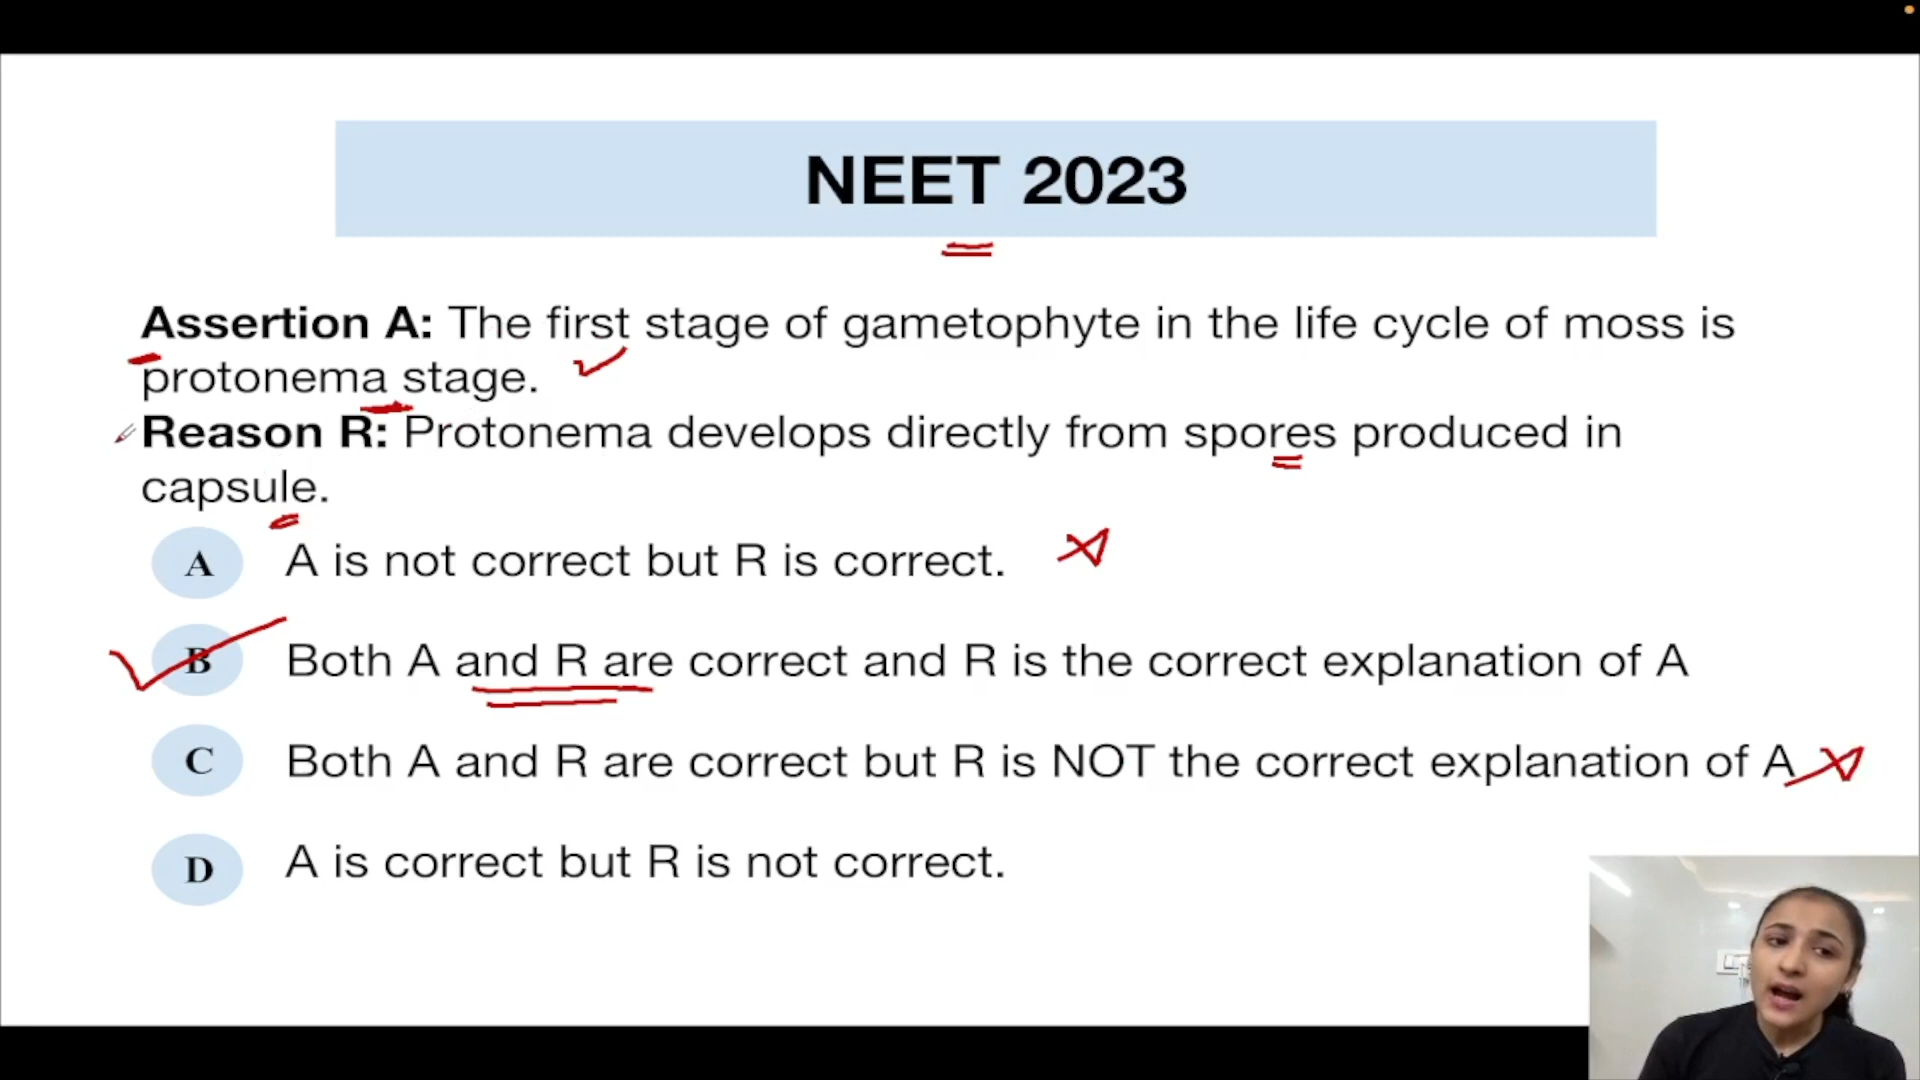 NEET 2023
Assertion A: The first stage of gametophyte in the life cycle of moss is
protonema stage.
Reason R: Protonema develops directly from spores produced in
capsule.
A A is not correct but R is correct.
B Both A and R are correct and R is the correct explanation of A
C Both A and R are correct but R is NOT the correct explanation of A
D A is correct but R is not correct.